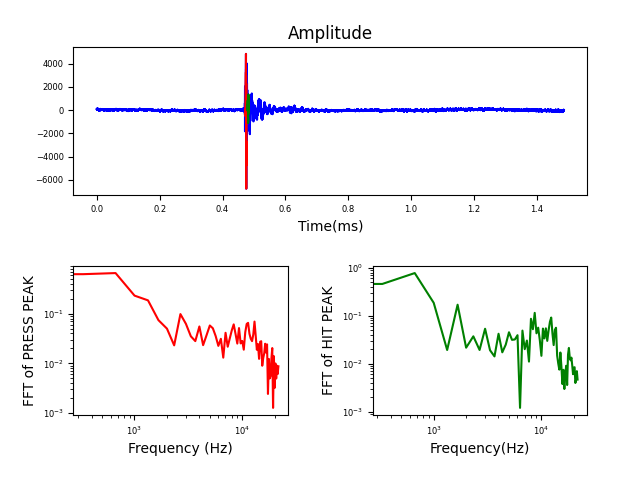 Amplitude
4000
2000
0
−2000
−4000
−6000
0.0 0.2 0.4 0.6 0.8 1.0 1.2 1.4
Time(ms)
FFT of PRESS PEAK
10⁻¹
10⁻²
10⁻³
10³ 10⁴
Frequency (Hz)
FFT of HIT PEAK
10⁰
10⁻¹
10⁻²
10⁻³
10³ 10⁴
Frequency(Hz)